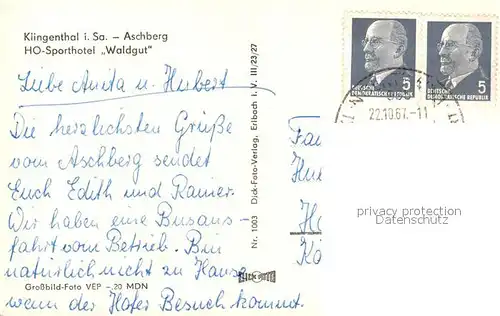 Klingenthal i. Sa. – Aschberg
HO-Sporthotel „Waldgut"
Liebe Anita u. Hubert
Die herzlichsten Grüße
vom Aschberg sendet
Euch Edith und Rainer.
Wir haben eine Busaus-
fahrt vom Betrieb. Bin
natürlich nicht zu Hause
wenn der Hofer Besuch kommt.
Großbild-Foto VEP –.20 MDN
Nr. 1003 Dick-Foto-Verlag, Erlbach i. V. III/23/27
5
DEUTSCHE
DEMOKRATISCHE REPUBLIK
5
DEUTSCHE
DEMOKRATISCHE REPUBLIK
22.10.67.-11
Fa
privacy protection
Datenschutz